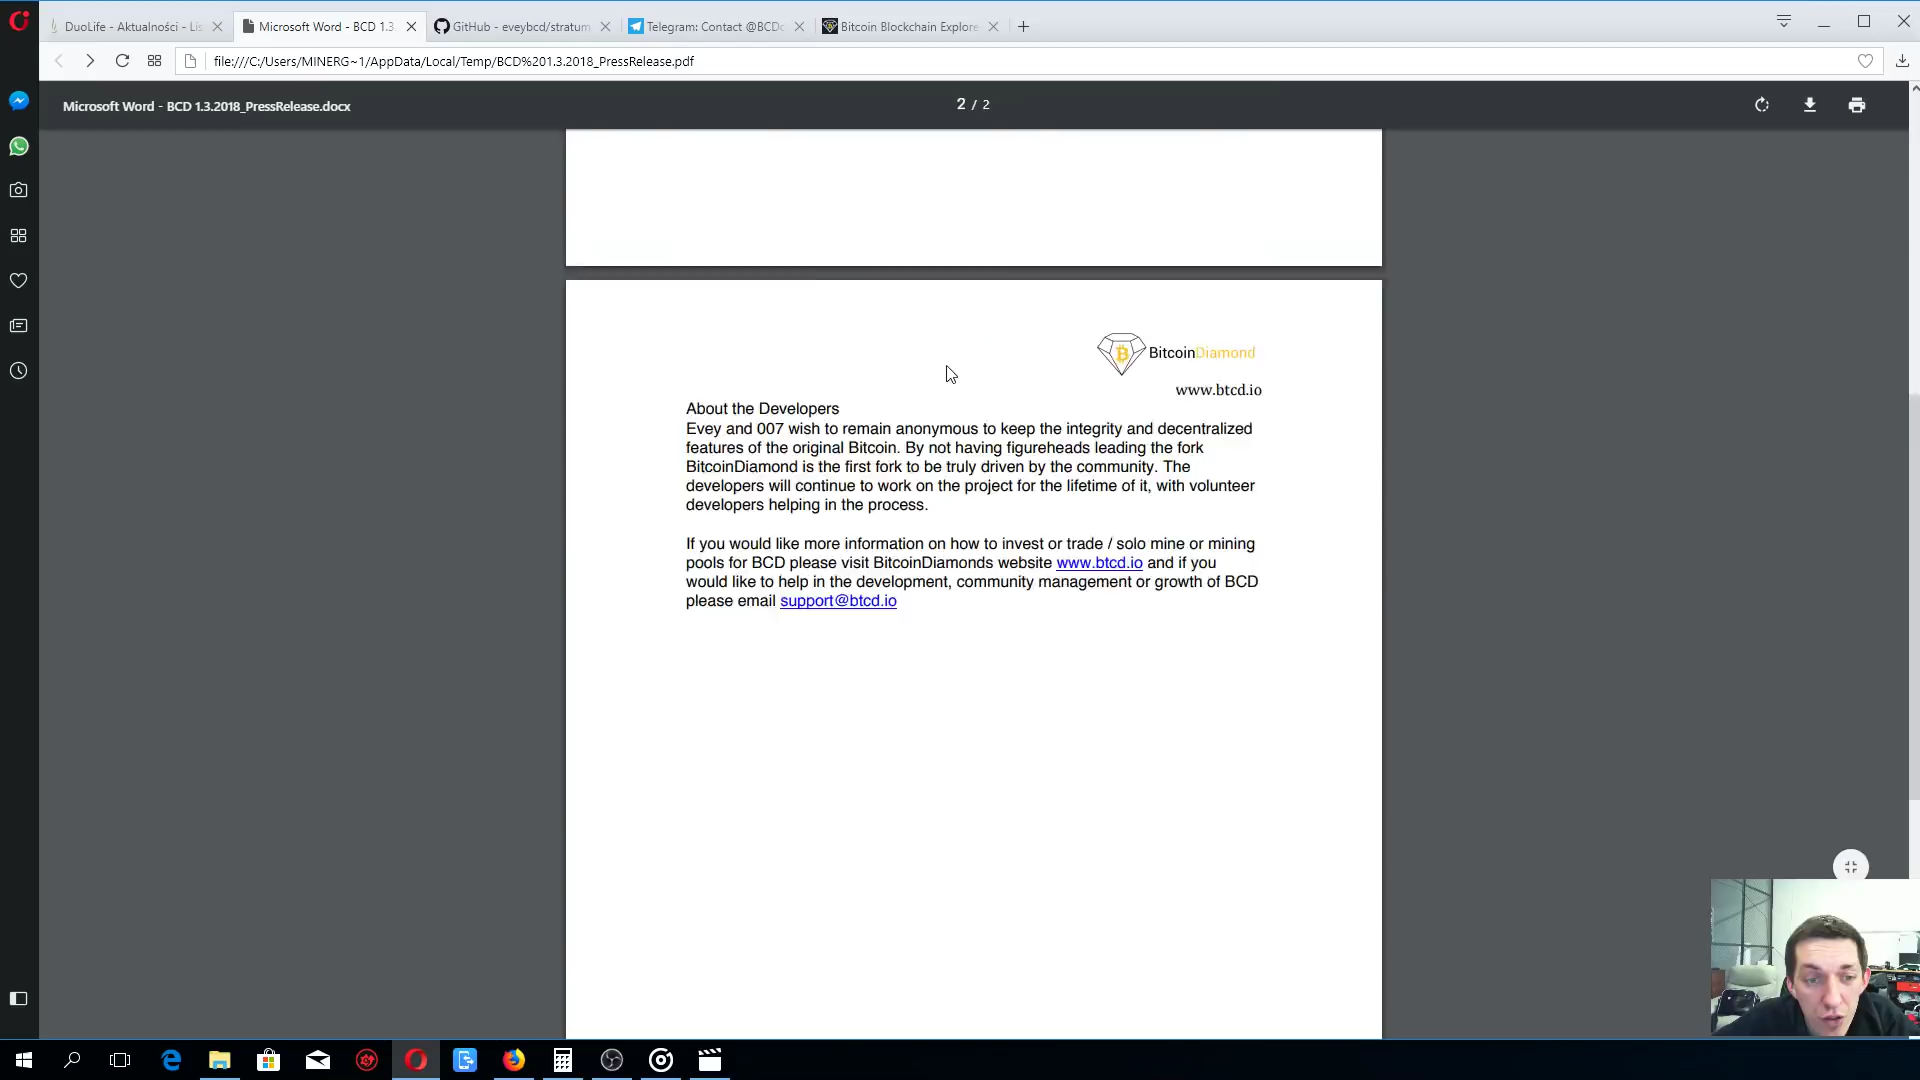 DuoLife - Aktualności - Lis
Microsoft Word - BCD 1.3.
GitHub - eveybcd/stratum
Telegram: Contact @BCDc
Bitcoin Blockchain Explore
file:///C:/Users/MINERG~1/AppData/Local/Temp/BCD%201.3.2018_PressRelease.pdf
Microsoft Word - BCD 1.3.2018_PressRelease.docx
2 / 2
BitcoinDiamond
www.btcd.io
About the Developers
Evey and 007 wish to remain anonymous to keep the integrity and decentralized
features of the original Bitcoin. By not having figureheads leading the fork
BitcoinDiamond is the first fork to be truly driven by the community. The
developers will continue to work on the project for the lifetime of it, with volunteer
developers helping in the process.
If you would like more information on how to invest or trade / solo mine or mining
pools for BCD please visit BitcoinDiamonds website www.btcd.io and if you
would like to help in the development, community management or growth of BCD
please email support@btcd.io